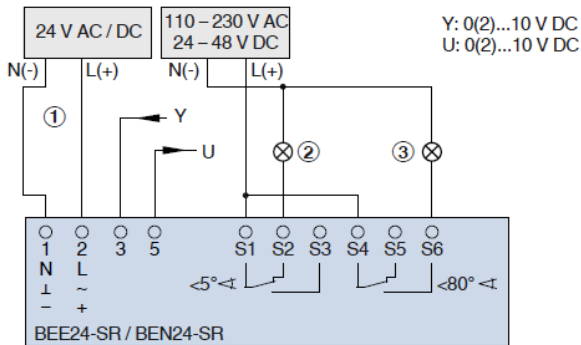 24 V AC / DC
110 – 230 V AC
24 – 48 V DC
Y: 0(2)...10 V DC
U: 0(2)...10 V DC
N(-) L(+) N(-) L(+)
① Y
U ② ③
1 2 3 5 S1 S2 S3 S4 S5 S6
N L
<5° <80°
⊥ ~
– +
BEE24-SR / BEN24-SR